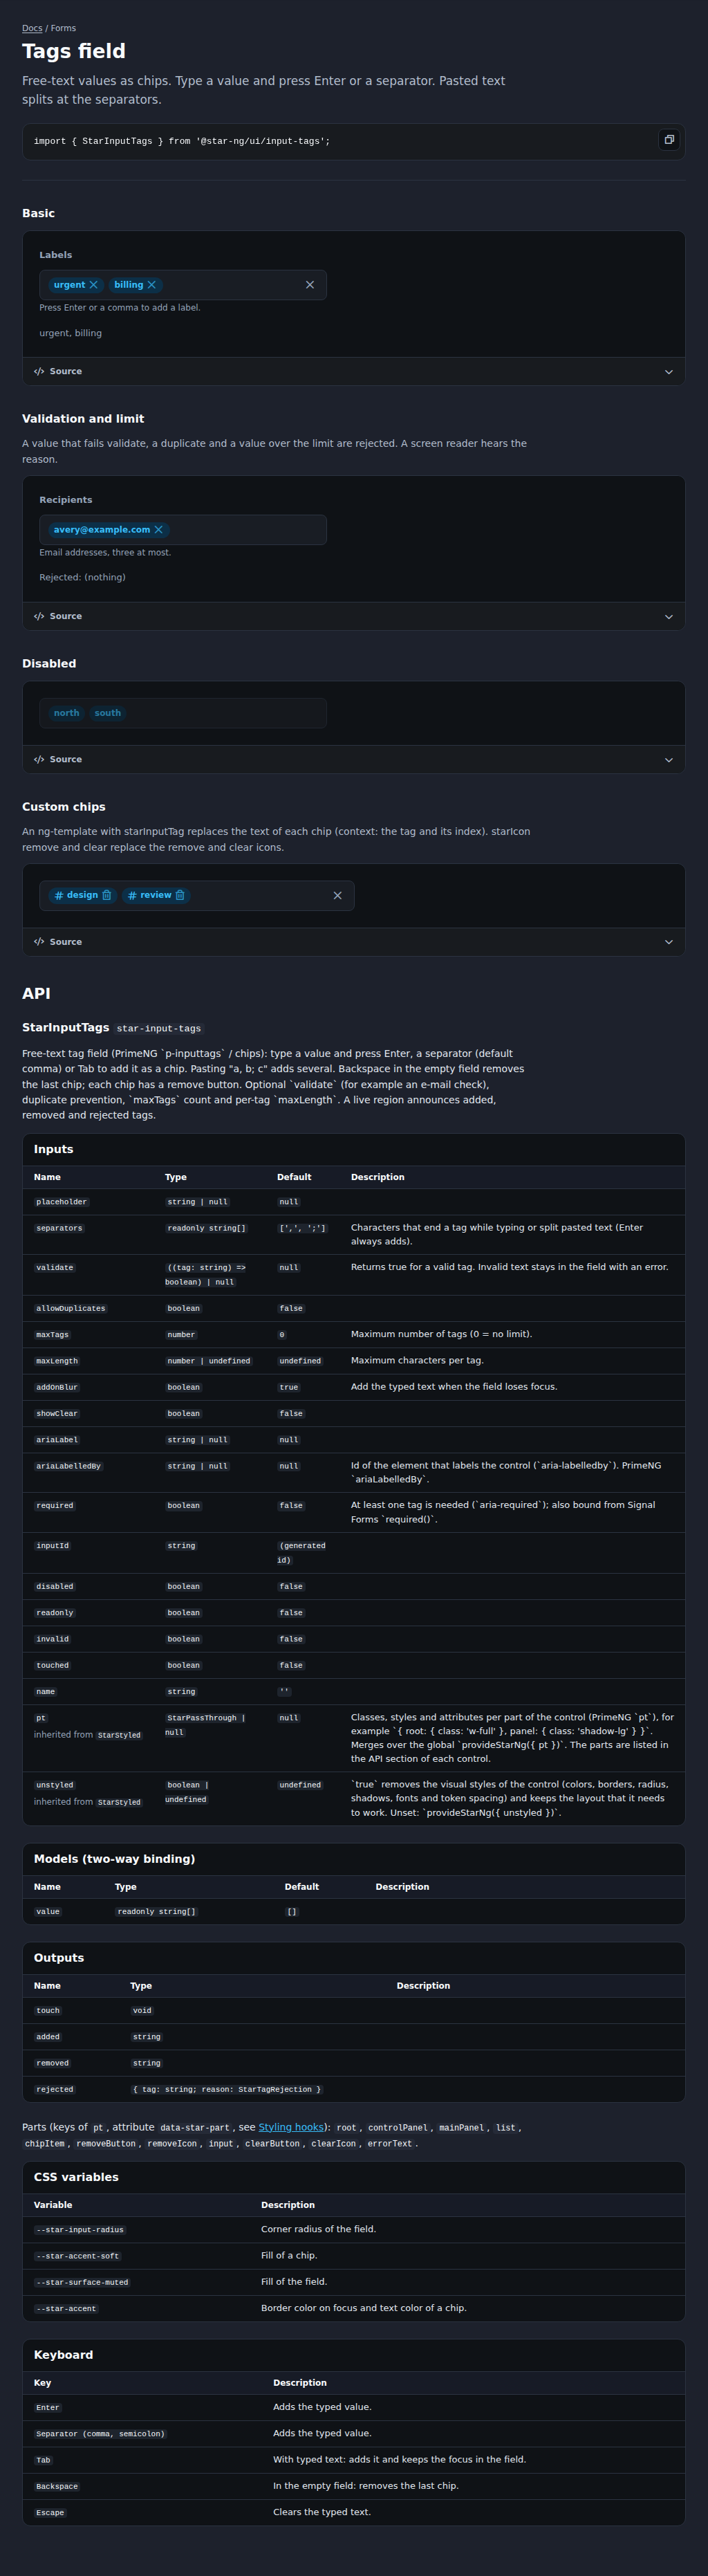 Docs / Forms
Tags field
Free-text values as chips. Type a value and press Enter or a separator. Pasted text
splits at the separators.
import { StarInputTags } from '@star-ng/ui/input-tags';
Basic
Labels
urgent billing
Press Enter or a comma to add a label.
urgent, billing
Source
Validation and limit
A value that fails validate, a duplicate and a value over the limit are rejected. A screen reader hears the
reason.
Recipients
avery@example.com
Email addresses, three at most.
Rejected: (nothing)
Source
Disabled
north south
Source
Custom chips
An ng-template with starInputTag replaces the text of each chip (context: the tag and its index). starIcon
remove and clear replace the remove and clear icons.
# design # review
Source
API
StarInputTags star-input-tags
Free-text tag field (PrimeNG `p-inputtags` / chips): type a value and press Enter, a separator (default
comma) or Tab to add it as a chip. Pasting "a, b; c" adds several. Backspace in the empty field removes
the last chip; each chip has a remove button. Optional `validate` (for example an e-mail check),
duplicate prevention, `maxTags` count and per-tag `maxLength`. A live region announces added,
removed and rejected tags.
Inputs
Name Type Default Description
placeholder string | null null
separators readonly string[] [',', ';'] Characters that end a tag while typing or split pasted text (Enter
always adds).
validate ((tag: string) => null Returns true for a valid tag. Invalid text stays in the field with an error.
boolean) | null
allowDuplicates boolean false
maxTags number 0 Maximum number of tags (0 = no limit).
maxLength number | undefined undefined Maximum characters per tag.
addOnBlur boolean true Add the typed text when the field loses focus.
showClear boolean false
ariaLabel string | null null
ariaLabelledBy string | null null Id of the element that labels the control (`aria-labelledby`). PrimeNG
`ariaLabelledBy`.
required boolean false At least one tag is needed (`aria-required`); also bound from Signal
Forms `required()`.
inputId string (generated
id)
disabled boolean false
readonly boolean false
invalid boolean false
touched boolean false
name string ''
pt StarPassThrough | null Classes, styles and attributes per part of the control (PrimeNG `pt`), for
inherited from StarStyled null example `{ root: { class: 'w-full' }, panel: { class: 'shadow-lg' } }`.
Merges over the global `provideStarNg({ pt })`. The parts are listed in
the API section of each control.
unstyled boolean | undefined `true` removes the visual styles of the control (colors, borders, radius,
inherited from StarStyled undefined shadows, fonts and token spacing) and keeps the layout that it needs
to work. Unset: `provideStarNg({ unstyled })`.
Models (two-way binding)
Name Type Default Description
value readonly string[] []
Outputs
Name Type Description
touch void
added string
removed string
rejected { tag: string; reason: StarTagRejection }
Parts (keys of pt, attribute data-star-part, see Styling hooks): root, controlPanel, mainPanel, list,
chipItem, removeButton, removeIcon, input, clearButton, clearIcon, errorText.
CSS variables
Variable Description
--star-input-radius Corner radius of the field.
--star-accent-soft Fill of a chip.
--star-surface-muted Fill of the field.
--star-accent Border color on focus and text color of a chip.
Keyboard
Key Description
Enter Adds the typed value.
Separator (comma, semicolon) Adds the typed value.
Tab With typed text: adds it and keeps the focus in the field.
Backspace In the empty field: removes the last chip.
Escape Clears the typed text.